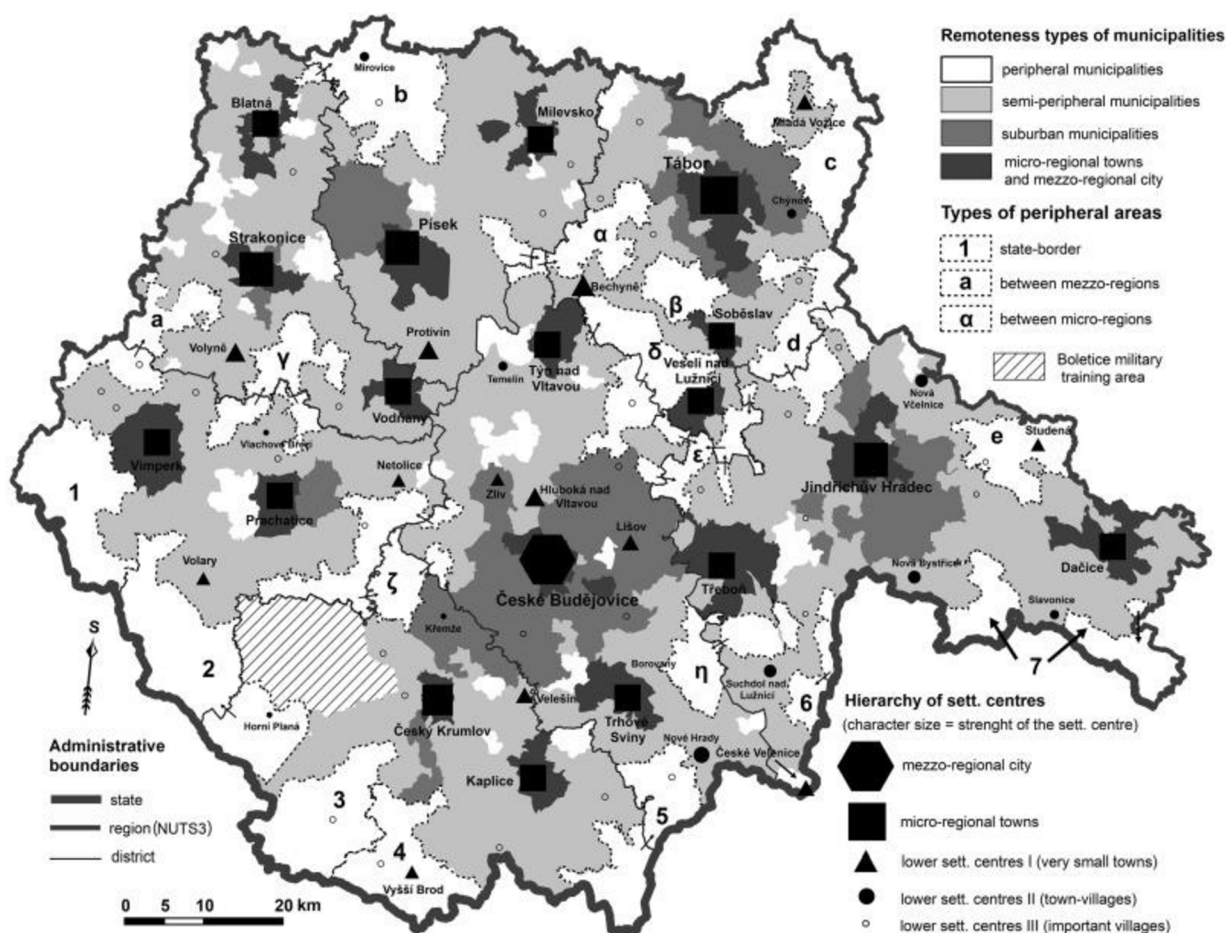 Remoteness types of municipalities
peripheral municipalities
semi-peripheral municipalities
suburban municipalities
micro-regional towns
and mezzo-regional city
Types of peripheral areas
1 state-border
a between mezzo-regions
α between micro-regions
Boletice military
training area
Mirovice
b
Blatná
Milevsko
Mladá Vožice
c
Tábor
Chýnov
Písek
Strakonice
α
Bechyně
a
β
Soběslav
Volyně
Protivín
γ
d
δ
Týn nad
Vltavou
Temelín
Veselí nad
Lužnicí
Vodňany
Nová
Včelnice
Vlachovo Březí
Studená
e
Vimperk
ε
Netolice
1
Zliv
Hluboká nad
Vltavou
Jindřichův Hradec
Prachatice
Lišov
Volary
ζ
České Budějovice
Třeboň
Nová Bystřice
Dačice
Slavonice
Křemže
S
2
Borovany
η
Suchdol nad
Lužnicí
6
7
Horní Planá
Velešín
Český Krumlov
Trhové
Sviny
Nové Hrady
České Velenice
Kaplice
3
5
4
Vyšší Brod
Administrative
boundaries
state
region (NUTS3)
district
0 5 10 20 km
Hierarchy of sett. centres
(character size = strenght of the sett. centre)
mezzo-regional city
micro-regional towns
lower sett. centres I (very small towns)
lower sett. centres II (town-villages)
lower sett. centres III (important villages)